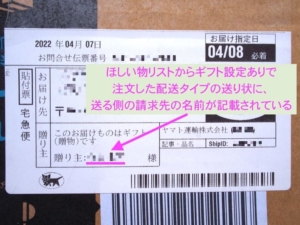 2022 年 04月 07日
お問合せ伝票番号
お届け指定日
04/08 必着
貼付票
宅急便
お届け先
ほしい物リストからギフト設定ありで
注文した配送タイプの送り状に、
送る側の請求先の名前が記載されている
贈り主
このお届けものはギフト
(贈物)です
贈り主:
様
ヤマト運輸株式会社
記事・品名
ShipID: